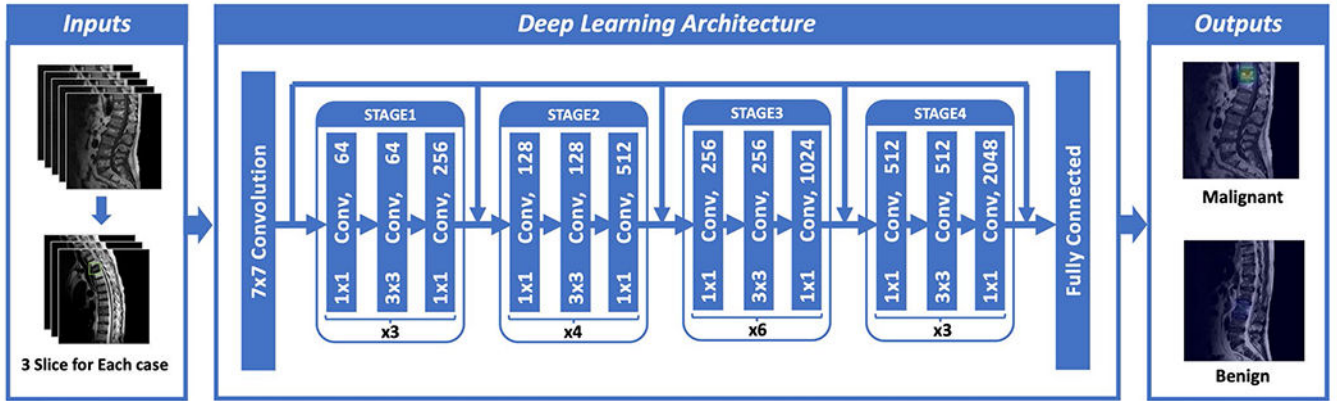 Inputs
3 Slice for Each case
Deep Learning Architecture
7x7 Convolution
STAGE1
1x1 Conv, 64
3x3 Conv, 64
1x1 Conv, 256
x3
STAGE2
1x1 Conv, 128
3x3 Conv, 128
1x1 Conv, 512
x4
STAGE3
1x1 Conv, 256
3x3 Conv, 256
1x1 Conv, 1024
x6
STAGE4
1x1 Conv, 512
3x3 Conv, 512
1x1 Conv, 2048
x3
Fully Connected
Outputs
Malignant
Benign